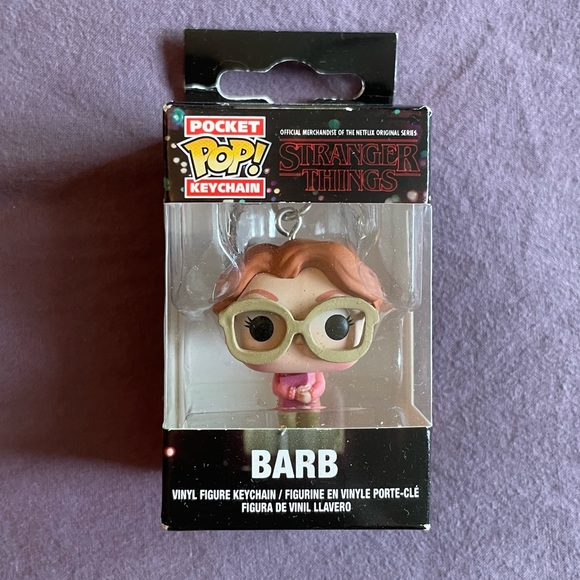 POCKET
POP!
KEYCHAIN
OFFICIAL MERCHANDISE OF THE NETFLIX ORIGINAL SERIES
STRANGER
THINGS
BARB
VINYL FIGURE KEYCHAIN / FIGURINE EN VINYLE PORTE-CLÉ
FIGURA DE VINIL LLAVERO